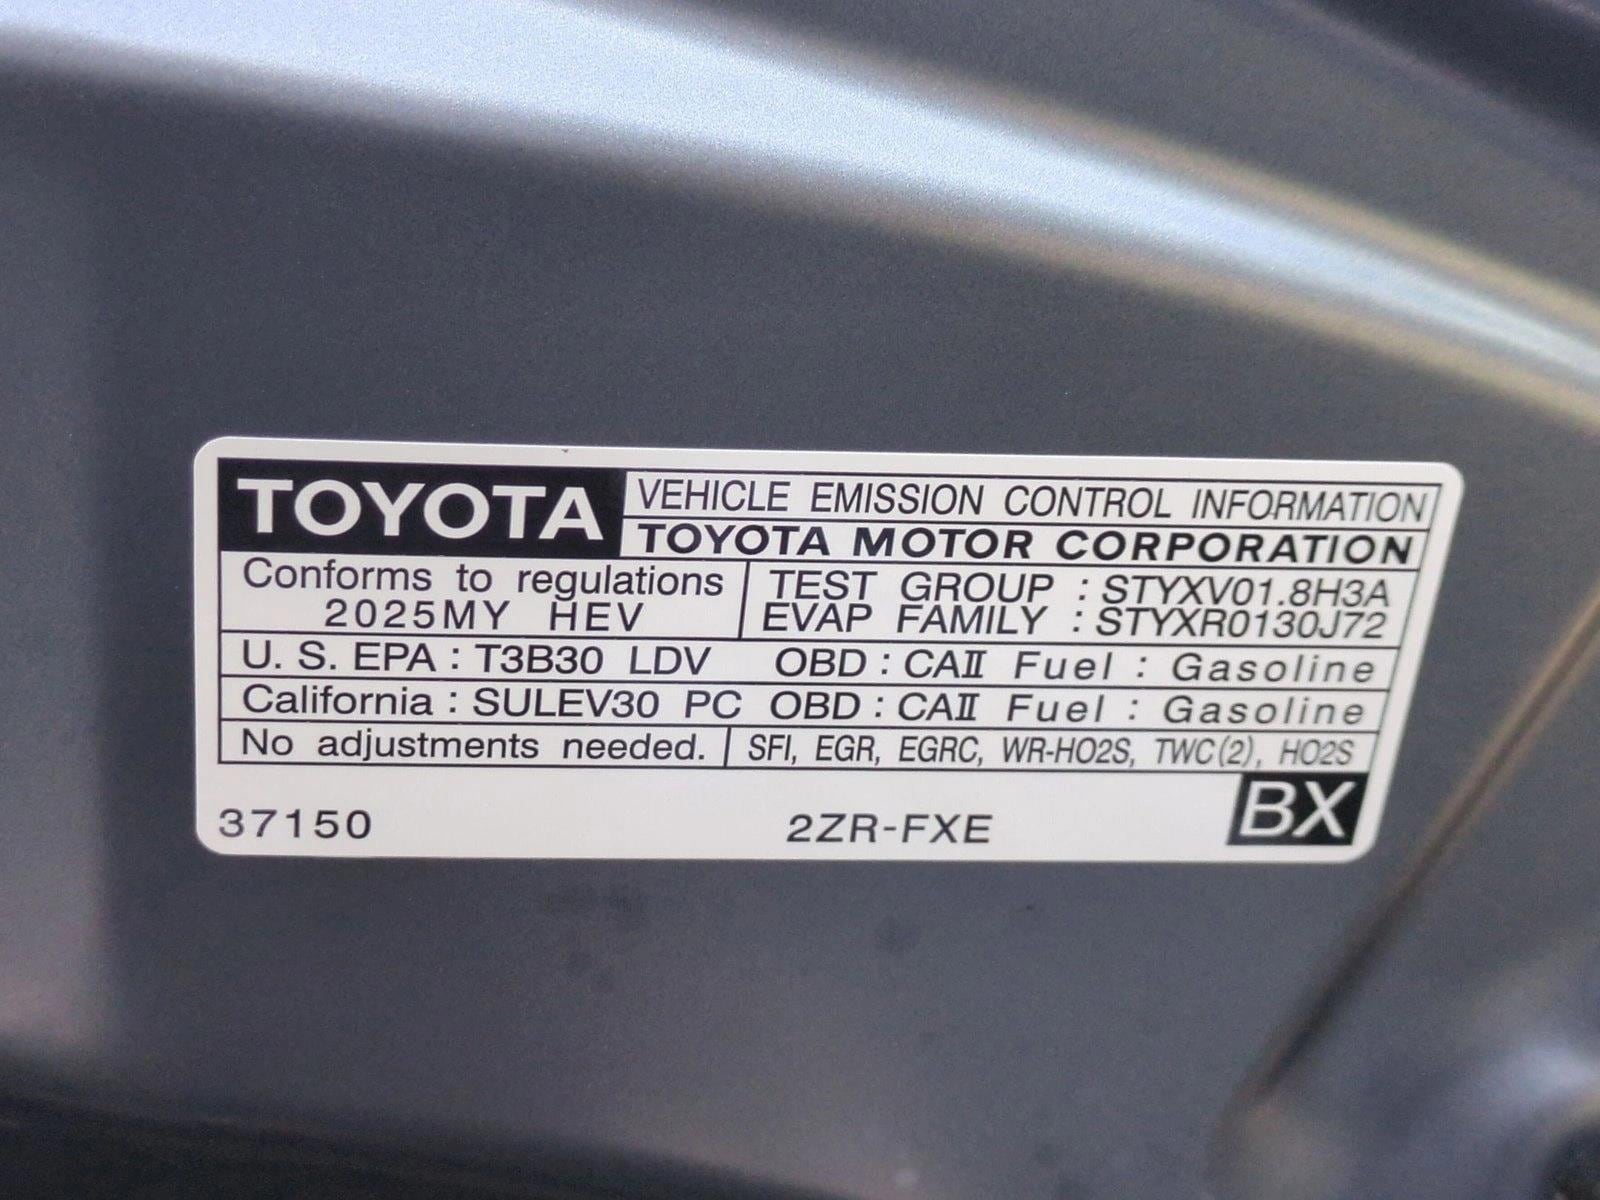 TOYOTA VEHICLE EMISSION CONTROL INFORMATION
TOYOTA MOTOR CORPORATION
Conforms to regulations
2025MY HEV
TEST GROUP : STYXV01.8H3A
EVAP FAMILY : STYXR0130J72
U. S. EPA : T3B30 LDV OBD : CAⅡ Fuel : Gasoline
California : SULEV30 PC OBD : CAⅡ Fuel : Gasoline
No adjustments needed. SFI, EGR, EGRC, WR-HO2S, TWC(2), HO2S
37150 2ZR-FXE BX